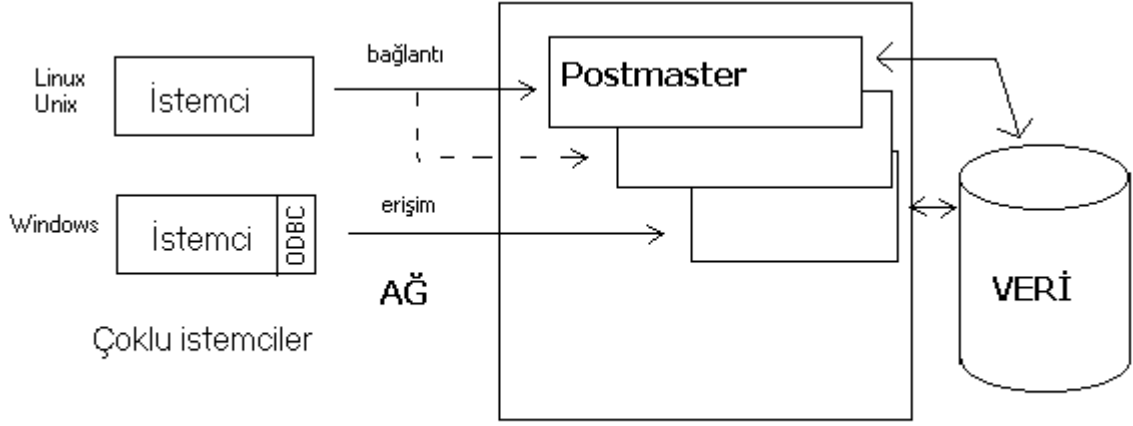 bağlantı
Linux
Unix
İstemci
Postmaster
Windows
İstemci
ODBC
erişim
AĞ
VERİ
Çoklu istemciler